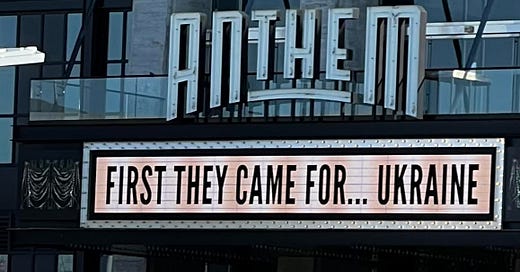 ANTHEM
FIRST THEY CAME FOR... UKRAINE